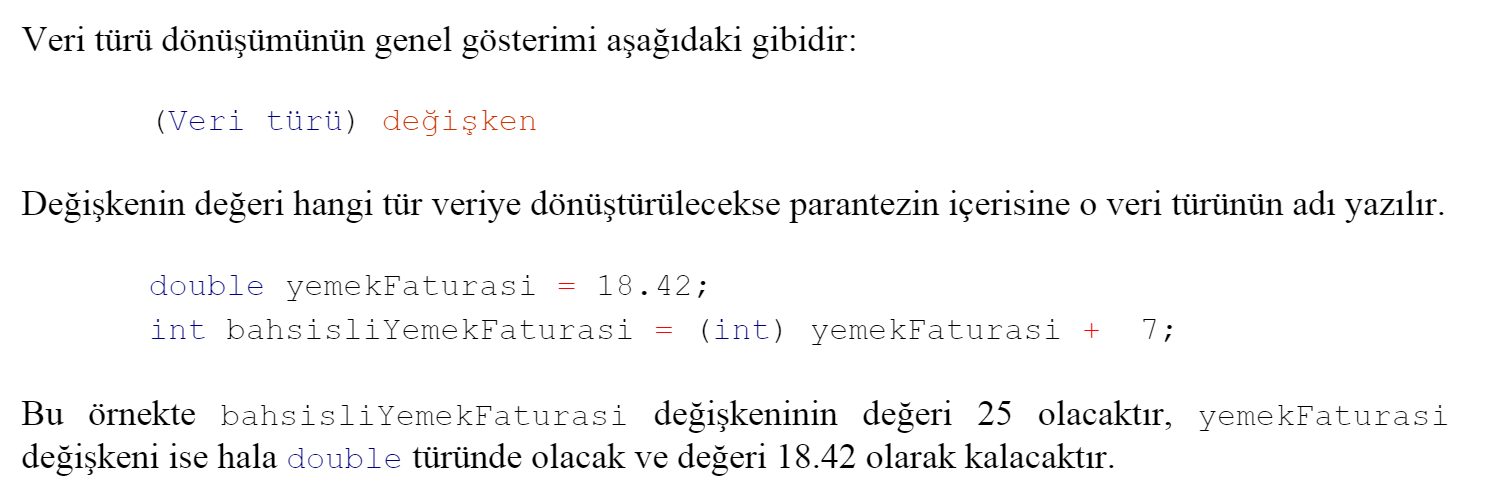 Veri türü dönüşümünün genel gösterimi aşağıdaki gibidir:
(Veri türü) değişken
Değişkenin değeri hangi tür veriye dönüştürülecekse parantezin içerisine o veri türünün adı yazılır.
double yemekFaturasi = 18.42;
int bahsisliYemekFaturasi = (int) yemekFaturasi +  7;
Bu örnekte bahsisliYemekFaturasi değişkeninin değeri 25 olacaktır, yemekFaturasi
değişkeni ise hala double türünde olacak ve değeri 18.42 olarak kalacaktır.